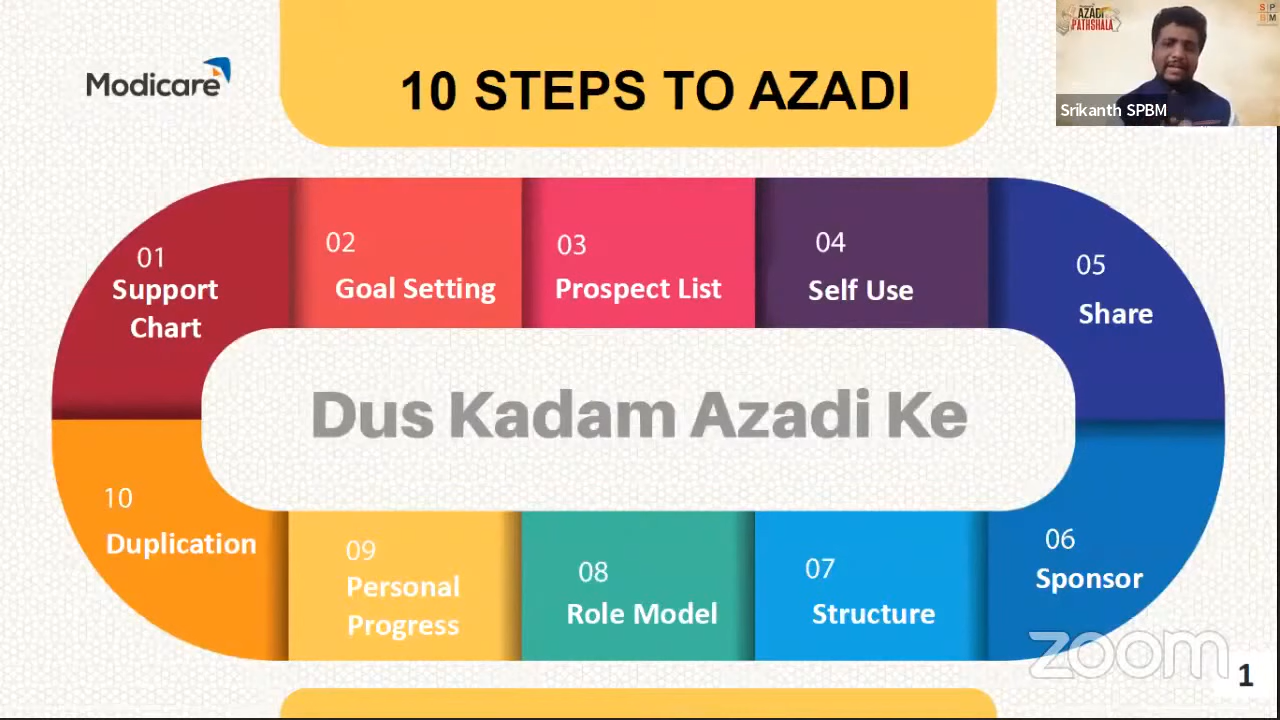 Modicare
10 STEPS TO AZADI
AZADI
PATHSHALA
S P
B M
Srikanth SPBM
01
Support
Chart
02
Goal Setting
03
Prospect List
04
Self Use
05
Share
Dus Kadam Azadi Ke
10
Duplication
09
Personal
Progress
08
Role Model
07
Structure
06
Sponsor
zoom
1